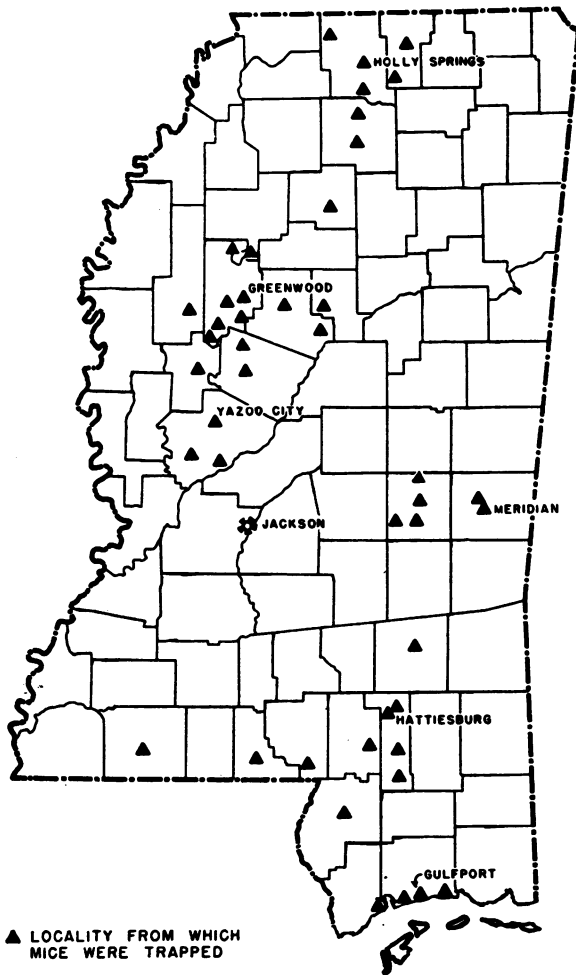 HOLLY SPRINGS
GREENWOOD
YAZOO CITY
JACKSON
MERIDIAN
HATTIESBURG
GULFPORT
LOCALITY FROM WHICH
MICE WERE TRAPPED